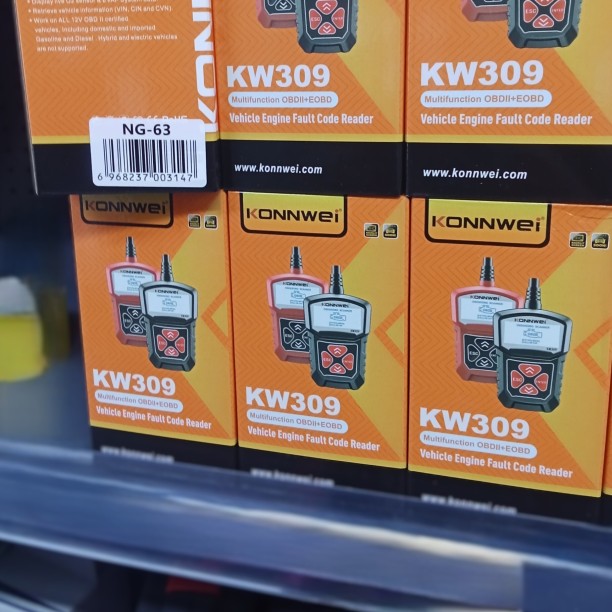 • Retrieve vehicle information (VIN, CIN and CVN)
• Work on ALL 12V OBD II certified
vehicles, including domestic and imported
Gasoline and Diesel. Hybrid and electric vehicles
are not supported.
NG-63
6 968237 003147
KW309
Multifunction OBDII+EOBD
Vehicle Engine Fault Code Reader
www.konnwei.com
KW309
Multifunction OBDII+EOBD
Vehicle Engine Fault Code Reader
www.konnwei.com
KONNWEI
KONNWEI
KW309
Multifunction OBDII+EOBD
Vehicle Engine Fault Code Reader
KONNWEI
KONNWEI
KW309
Multifunction OBDII+EOBD
Vehicle Engine Fault Code Reader
KONNWEI
KONNWEI
KW309
Multifunction OBDII+EOBD
Vehicle Engine Fault Code Reader